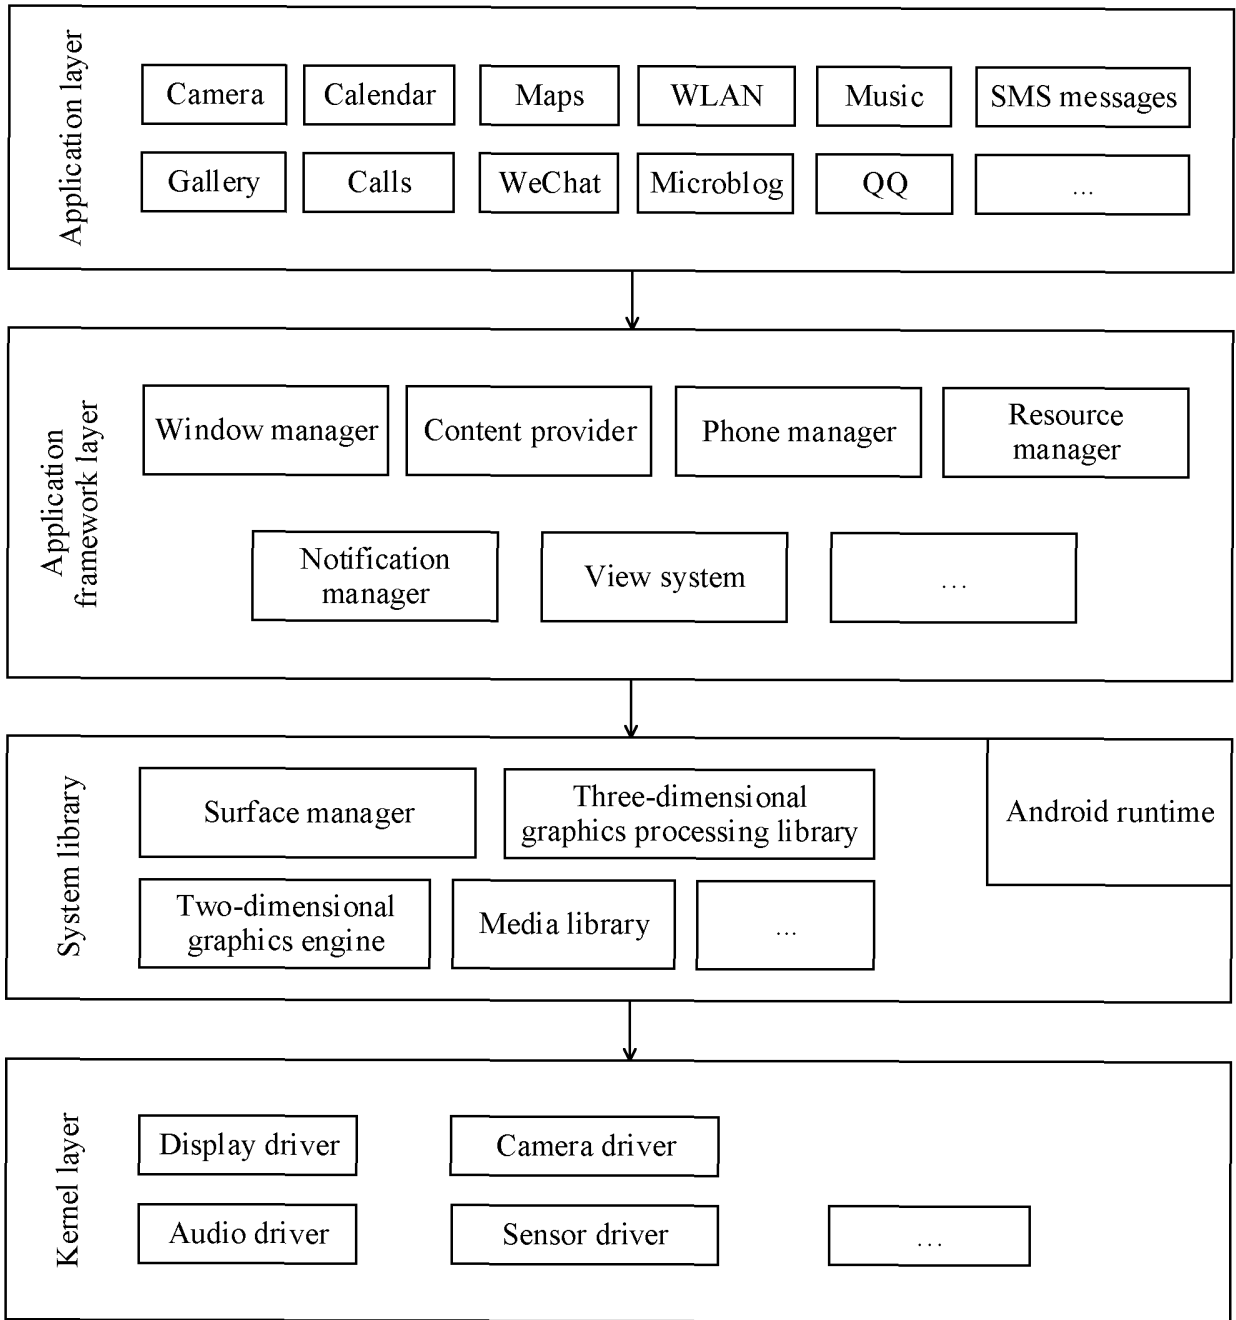 Application layer
Camera
Calendar
Maps
WLAN
Music
SMS messages
Gallery
Calls
WeChat
Microblog
QQ
...
Application
framework layer
Window manager
Content provider
Phone manager
Resource
manager
Notification
manager
View system
...
System library
Surface manager
Three-dimensional
graphics processing library
Android runtime
Two-dimensional
graphics engine
Media library
...
Kernel layer
Display driver
Camera driver
Audio driver
Sensor driver
...